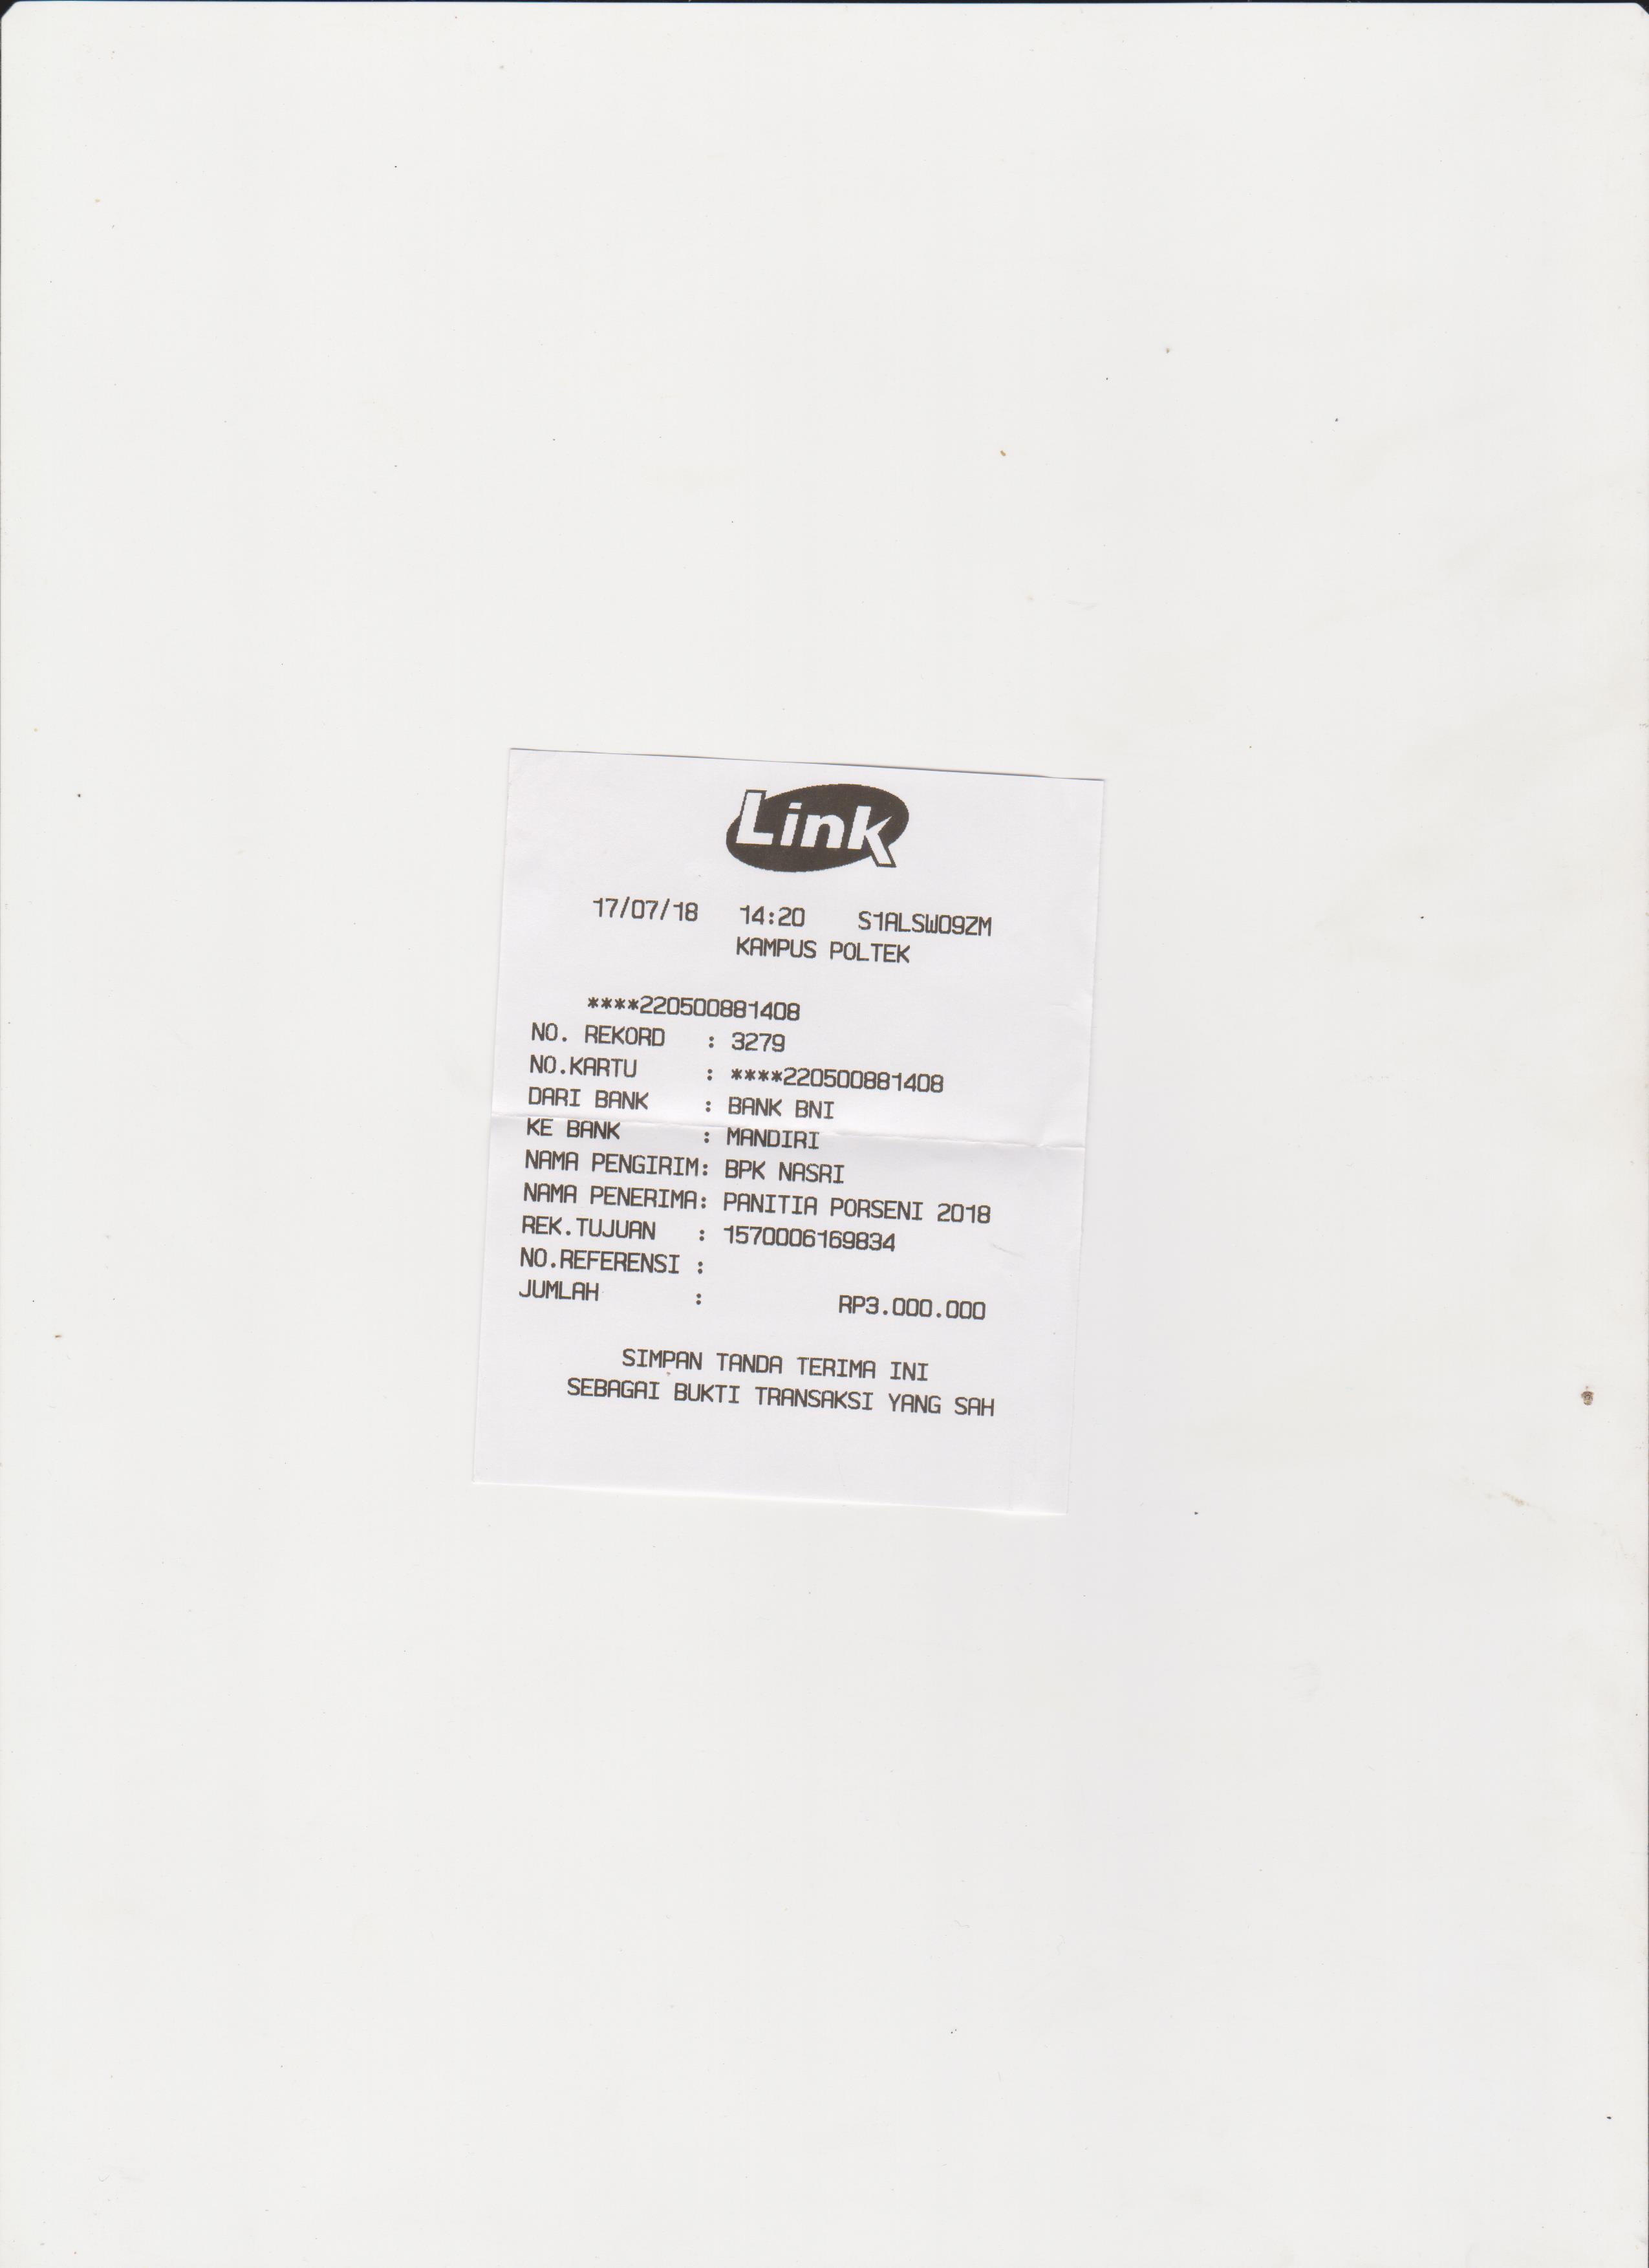 Link
17/07/18 14:20 S1ALSW09ZM
KAMPUS POLTEK
****220500881408
NO. REKORD : 3279
NO.KARTU : ****220500881408
DARI BANK : BANK BNI
KE BANK : MANDIRI
NAMA PENGIRIM: BPK NASRI
NAMA PENERIMA: PANITIA PORSENI 2018
REK.TUJUAN : 1570006169834
NO.REFERENSI :
JUMLAH : RP3.000.000
SIMPAN TANDA TERIMA INI
SEBAGAI BUKTI TRANSAKSI YANG SAH